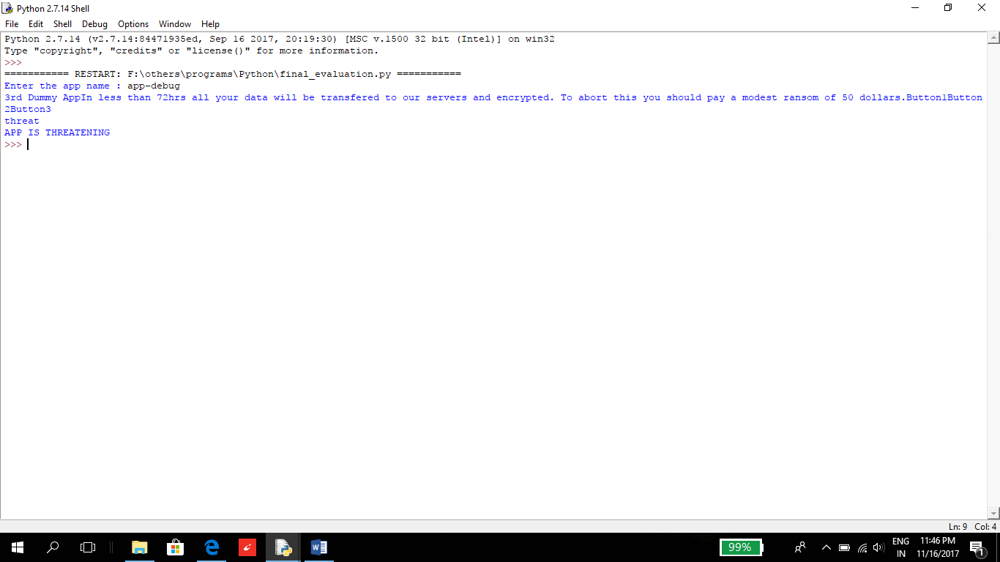 Python 2.7.14 Shell
File Edit Shell Debug Options Window Help
Python 2.7.14 (v2.7.14:84471935ed, Sep 16 2017, 20:19:30) [MSC v.1500 32 bit (Intel)] on win32
Type "copyright", "credits" or "license()" for more information.
>>>
=========== RESTART: F:\others\programs\Python\final_evaluation.py ===========
Enter the app name : app-debug
3rd Dummy AppIn less than 72hrs all your data will be transfered to our servers and encrypted. To abort this you should pay a modest ransom of 50 dollars.Button1Button
2Button3
threat
APP IS THREATENING
>>>
Ln: 9 Col: 4
99%
ENG 11:46 PM
IN 11/16/2017
1